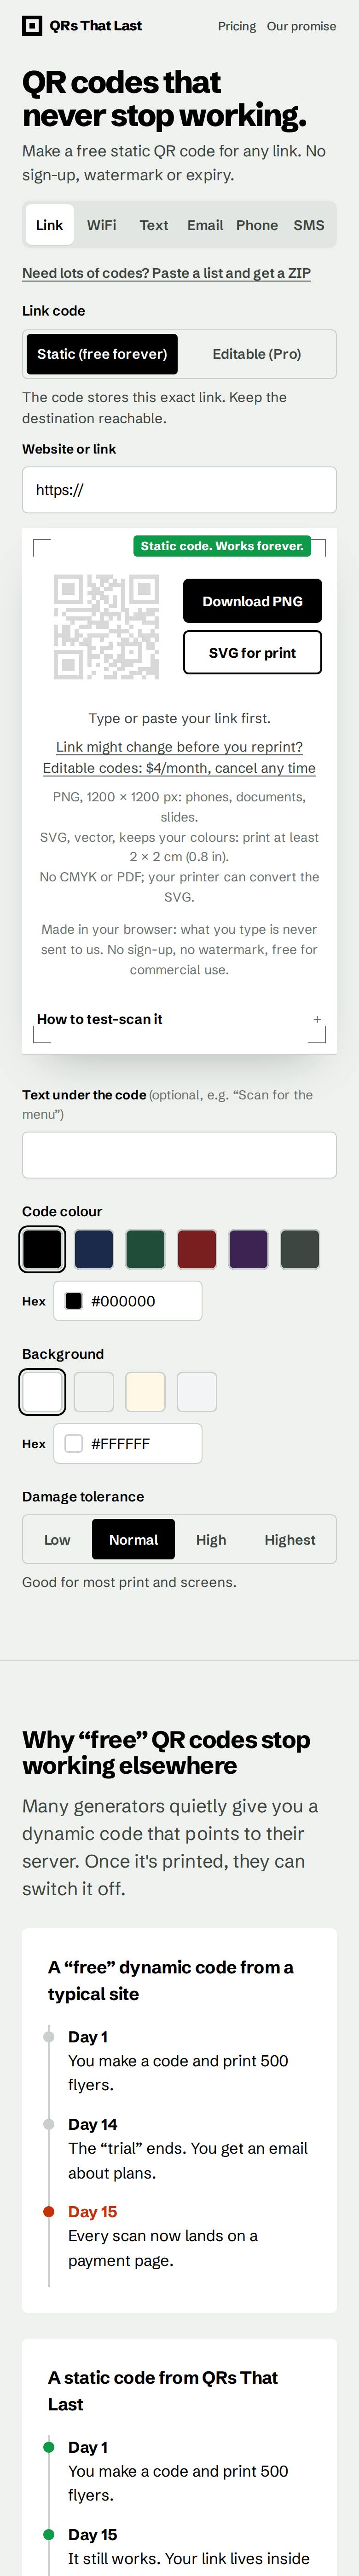 QRs That Last
Pricing Our promise
QR codes that
never stop working.
Make a free static QR code for any link. No
sign-up, watermark or expiry.
Link WiFi Text Email Phone SMS
Need lots of codes? Paste a list and get a ZIP
Link code
Static (free forever) Editable (Pro)
The code stores this exact link. Keep the
destination reachable.
Website or link
https://
Static code. Works forever.
Download PNG
SVG for print
Type or paste your link first.
Link might change before you reprint?
Editable codes: $4/month, cancel any time
PNG, 1200 × 1200 px: phones, documents,
slides.
SVG, vector, keeps your colours: print at least
2 × 2 cm (0.8 in).
No CMYK or PDF; your printer can convert the
SVG.
Made in your browser: what you type is never
sent to us. No sign-up, no watermark, free for
commercial use.
How to test-scan it +
Text under the code (optional, e.g. “Scan for the
menu”)
Code colour
Hex #000000
Background
Hex #FFFFFF
Damage tolerance
Low Normal High Highest
Good for most print and screens.
Why “free” QR codes stop
working elsewhere
Many generators quietly give you a
dynamic code that points to their
server. Once it's printed, they can
switch it off.
A “free” dynamic code from a
typical site
Day 1
You make a code and print 500
flyers.
Day 14
The “trial” ends. You get an email
about plans.
Day 15
Every scan now lands on a
payment page.
A static code from QRs That
Last
Day 1
You make a code and print 500
flyers.
Day 15
It still works. Your link lives inside